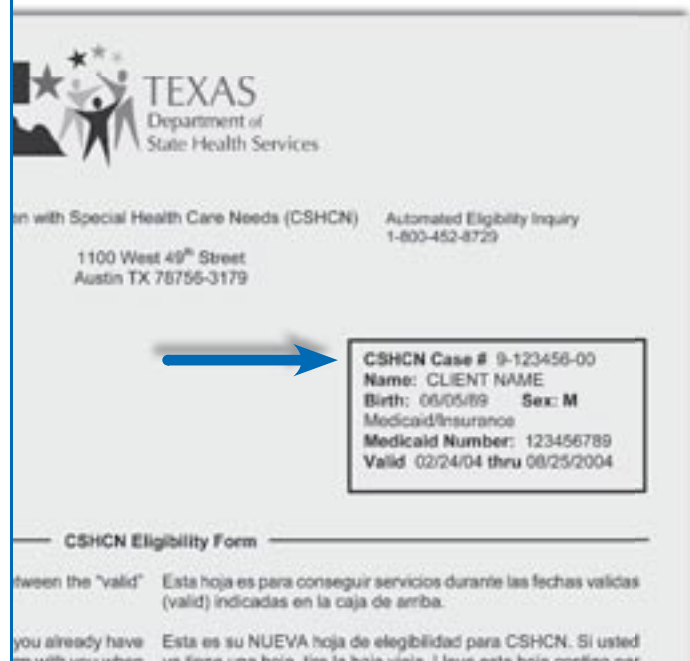 TEXAS
Department of
State Health Services
en with Special Health Care Needs (CSHCN)
Automated Eligibility Inquiry
1-800-452-8729
1100 West 49th Street
Austin TX 78756-3179
CSHCN Case # 9-123456-00
Name: CLIENT NAME
Birth: 06/05/89 Sex: M
Medicaid/Insurance
Medicaid Number: 123456789
Valid 02/24/04 thru 08/25/2004
CSHCN Eligibility Form
tween the "valid"
Esta hoja es para conseguir servicios durante las fechas validas
(valid) indicadas en la caja de arriba.
you already have
Esta es su NUEVA hoja de elegibilidad para CSHCN. Si usted